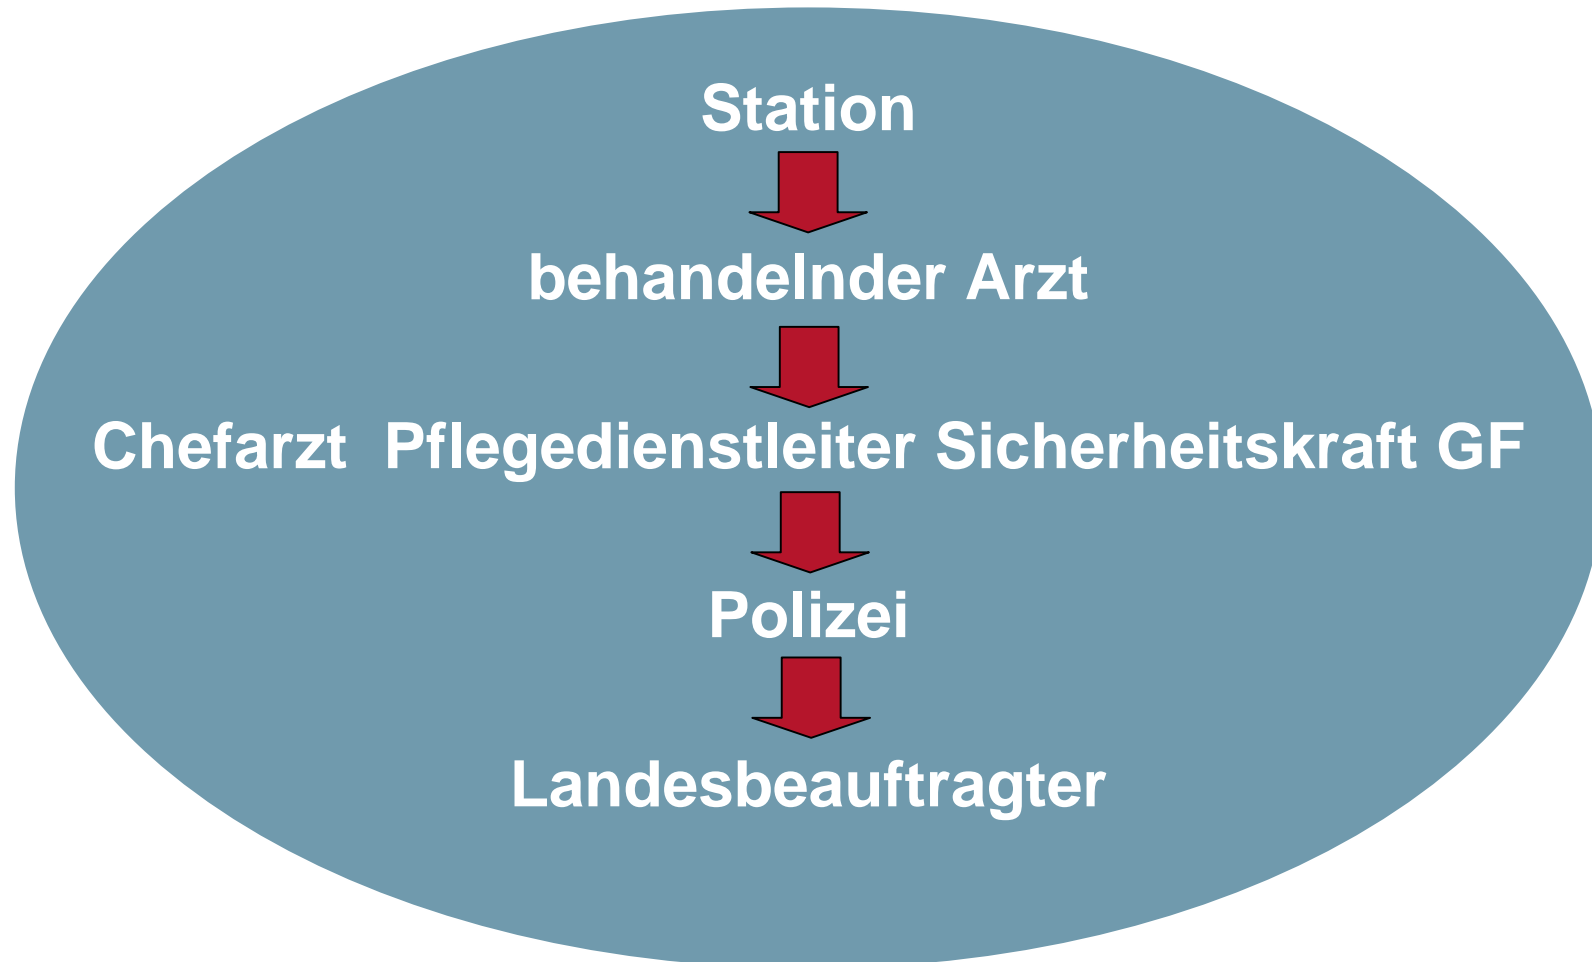 Station
behandelnder Arzt
Chefarzt Pflegedienstleiter Sicherheitskraft GF
Polizei
Landesbeauftragter